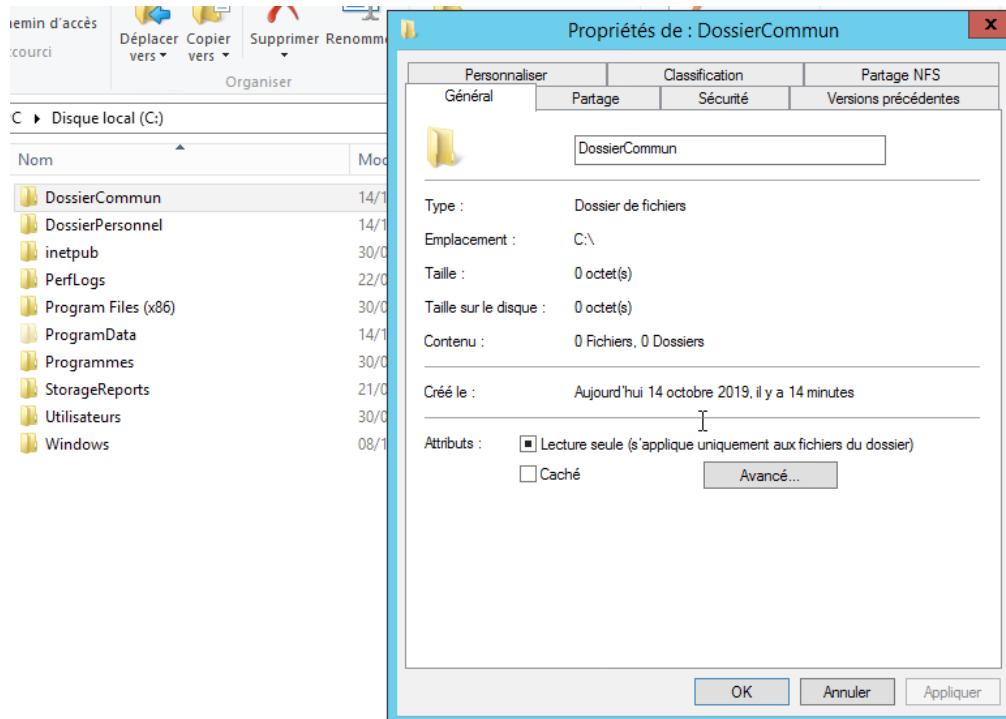 emin d'accès
ccourci
Déplacer vers
Copier vers
Supprimer
Renomme
Organiser
C ▸ Disque local (C:)
Nom
Mod
DossierCommun 14/1
DossierPersonnel 14/1
inetpub 30/0
PerfLogs 22/0
Program Files (x86) 30/0
ProgramData 14/1
Programmes 30/0
StorageReports 21/0
Utilisateurs 30/0
Windows 08/1
Propriétés de : DossierCommun
x
Personnaliser
Classification
Partage NFS
Général
Partage
Sécurité
Versions précédentes
DossierCommun
Type : Dossier de fichiers
Emplacement : C:\
Taille : 0 octet(s)
Taille sur le disque : 0 octet(s)
Contenu : 0 Fichiers, 0 Dossiers
Créé le : Aujourd'hui 14 octobre 2019, il y a 14 minutes
Attributs : Lecture seule (s'applique uniquement aux fichiers du dossier)
Caché
Avancé...
OK
Annuler
Appliquer